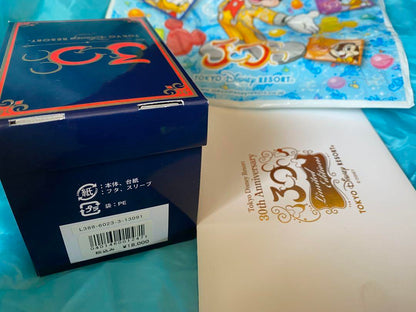 30
TOKYO Disney RESORT
30
TOKYO Disney RESORT
紙：本体、台紙
フタ、スリーブ
袋：PE
L388-6023-3-13091
¥18,000
Tokyo Disney Resort
30th Anniversary
30
TOKYO Disney RESORT